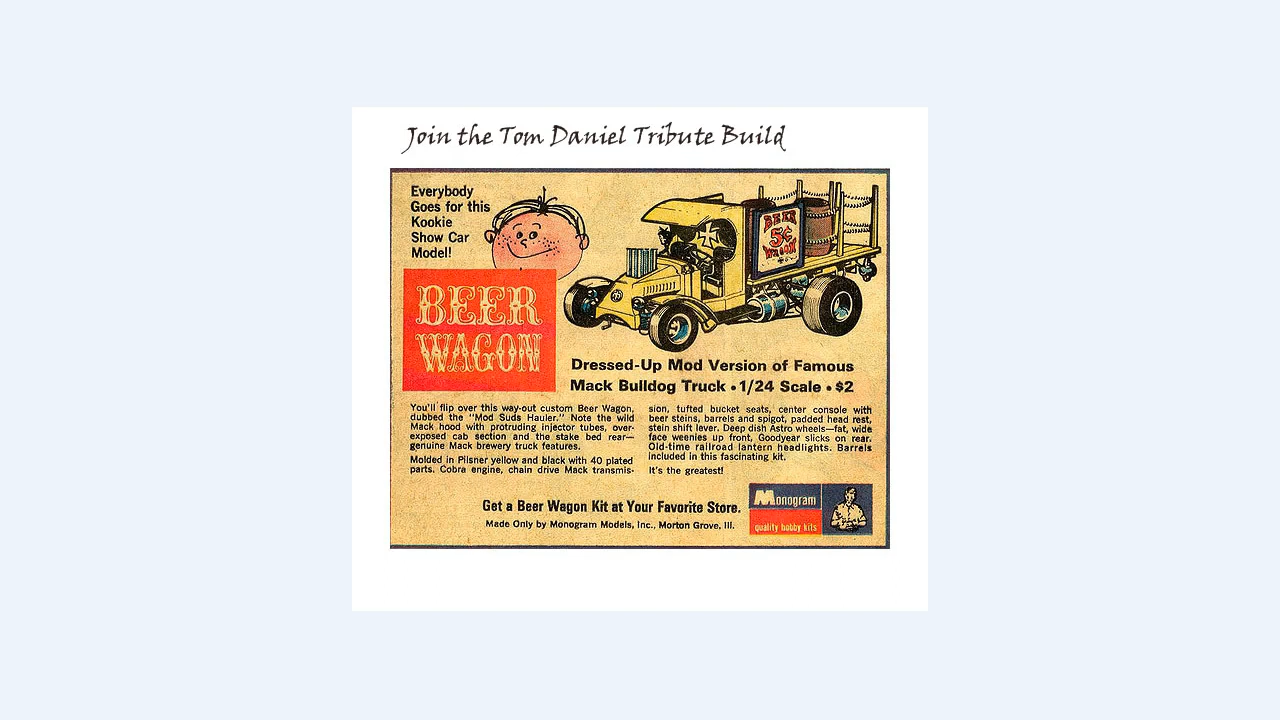 Join the Tom Daniel Tribute Build
Everybody
Goes for this
Kookie
Show Car
Model!
BEER
WAGON
BEER
5¢
WAGON
Dressed-Up Mod Version of Famous
Mack Bulldog Truck • 1/24 Scale • $2
You'll flip over this way-out custom Beer Wagon,
dubbed the "Mod Suds Hauler." Note the wild
Mack hood with protruding injector tubes, over-
exposed cab section and the stake bed rear—
genuine Mack brewery truck features.
Molded in Pilsner yellow and black with 40 plated
parts. Cobra engine, chain drive Mack transmis-
sion, tufted bucket seats, center console with
beer steins, barrels and spigot, padded head rest,
stein shift lever. Deep dish Astro wheels—fat, wide
face weenies up front, Goodyear slicks on rear.
Old-time railroad lantern headlights. Barrels
included in this fascinating kit.
It's the greatest!
Get a Beer Wagon Kit at Your Favorite Store.
Made Only by Monogram Models, Inc., Morton Grove, Ill.
Monogram
quality hobby kits